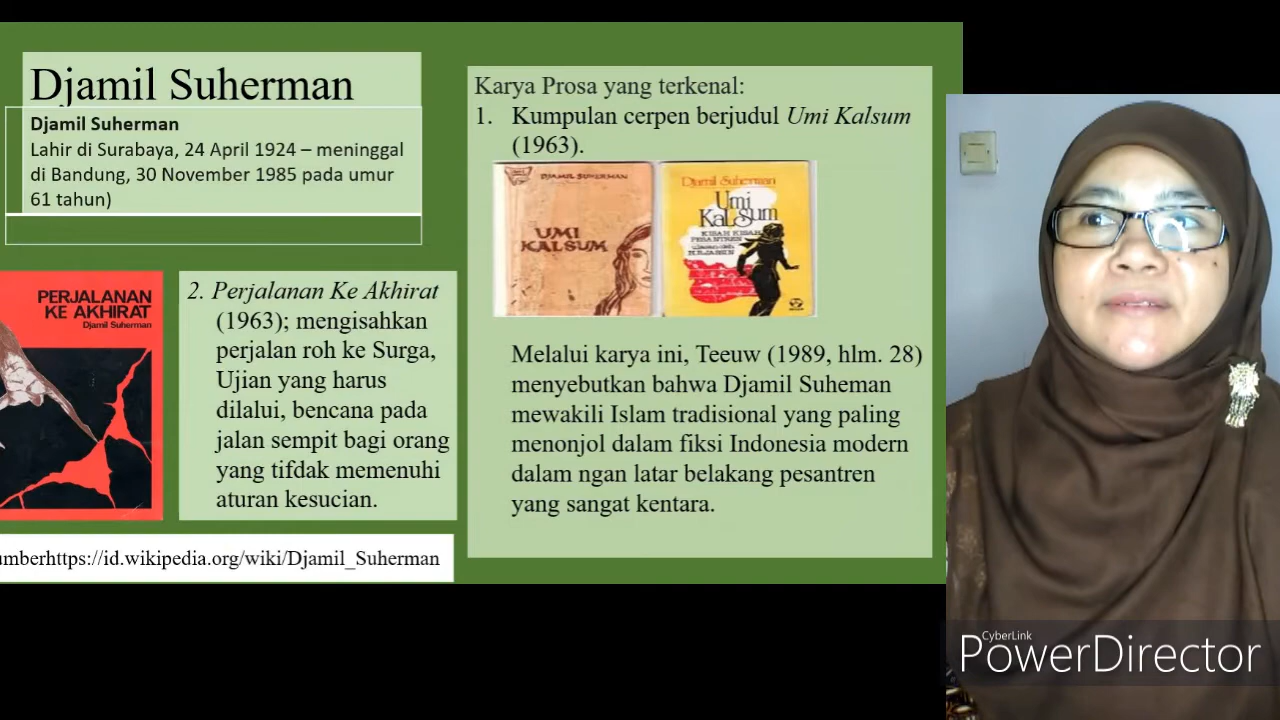 Djamil Suherman
Djamil Suherman
Lahir di Surabaya, 24 April 1924 – meninggal
di Bandung, 30 November 1985 pada umur
61 tahun)
PERJALANAN
KE AKHIRAT
Djamil Suherman
2. Perjalanan Ke Akhirat
(1963); mengisahkan
perjalan roh ke Surga,
Ujian yang harus
dilalui, bencana pada
jalan sempit bagi orang
yang tifdak memenuhi
aturan kesucian.
umberhttps://id.wikipedia.org/wiki/Djamil_Suherman
Karya Prosa yang terkenal:
1. Kumpulan cerpen berjudul Umi Kalsum
(1963).
DJAMIL SUHERMAN
UMI
KALSUM
Djamil Suherman
Umi
Kalsum
KISAH KISAH
PESANTREN
H.B. JASSIN
Melalui karya ini, Teeuw (1989, hlm. 28)
menyebutkan bahwa Djamil Suheman
mewakili Islam tradisional yang paling
menonjol dalam fiksi Indonesia modern
dalam ngan latar belakang pesantren
yang sangat kentara.
CyberLink
PowerDirector